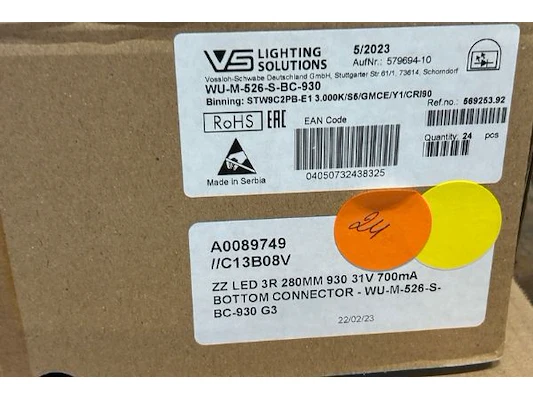 VS LIGHTING SOLUTIONS
5/2023
AufNr.: 579694-10
Vossloh-Schwabe Deutschland GmbH, Stuttgarter Str 61/1, 73614, Schorndorf
WU-M-526-S-BC-930
Binning: STW9C2PB-E1 3.000K/S5/GMCE/Y1/CRI90
Ref.no.: 569253.92
RoHS EAC
EAN Code
Quantity: 24 pcs
Made in Serbia
04050732438325
24
A0089749
//C13B08V
ZZ LED 3R 280MM 930 31V 700mA
BOTTOM CONNECTOR - WU-M-526-S-
BC-930 G3
22/02/23